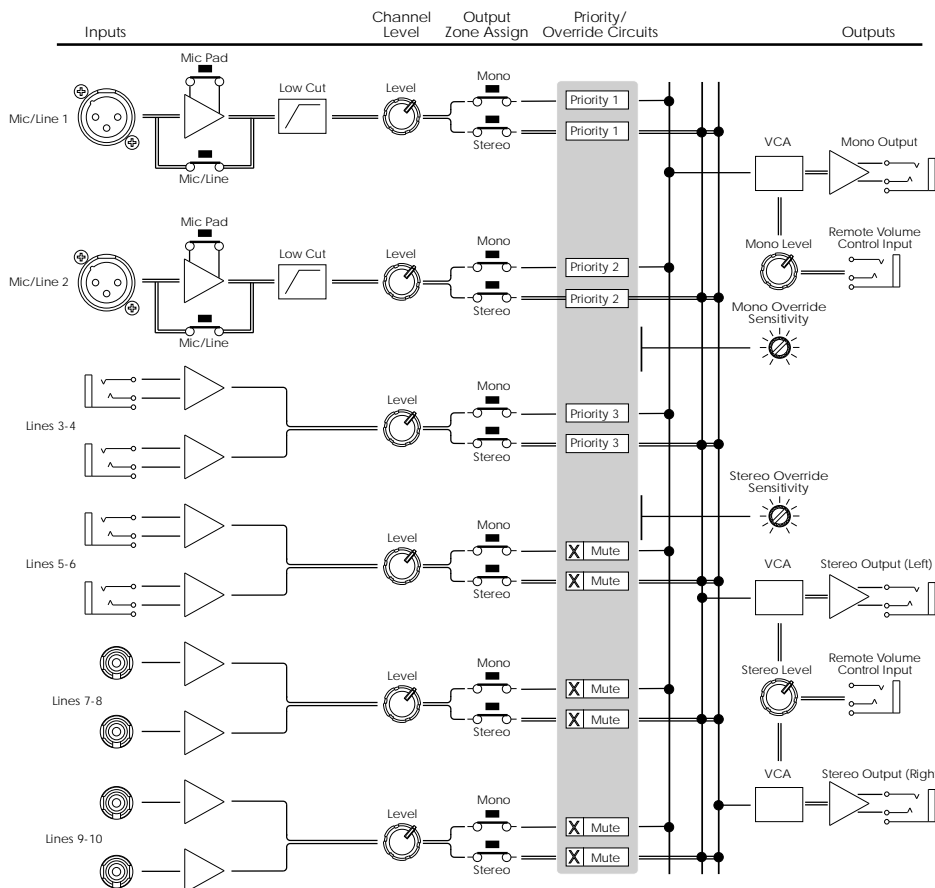 Inputs
Channel
Level
Output
Zone Assign
Priority/
Override Circuits
Outputs
Mic/Line 1
Mic Pad
Mic/Line
Low Cut
Level
Mono
Stereo
Priority 1
Priority 1
VCA
Mono Output
Mono Level
Remote Volume
Control Input
Mic/Line 2
Mic Pad
Mic/Line
Low Cut
Level
Mono
Stereo
Priority 2
Priority 2
Mono Override
Sensitivity
Lines 3-4
Level
Mono
Stereo
Priority 3
Priority 3
Stereo Override
Sensitivity
Lines 5-6
Level
Mono
Stereo
X Mute
X Mute
VCA
Stereo Output (Left)
Lines 7-8
Level
Mono
Stereo
X Mute
X Mute
Stereo Level
Remote Volume
Control Input
VCA
Stereo Output (Righ
Lines 9-10
Level
Mono
Stereo
X Mute
X Mute